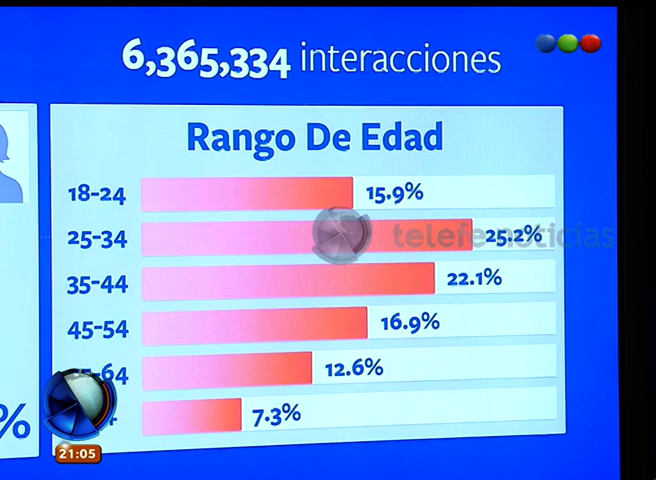 6,365,334 interacciones
Rango De Edad
18-24 15.9%
25-34 25.2%
telefe noticias
35-44 22.1%
45-54 16.9%
-64 12.6%
7.3%
%
21:05